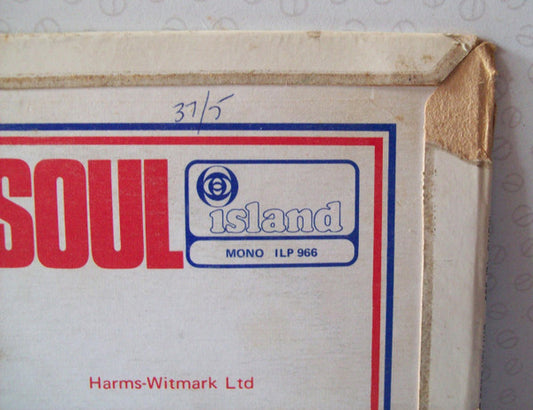 37/5
SOUL
island
MONO ILP 966
Harms-Witmark Ltd